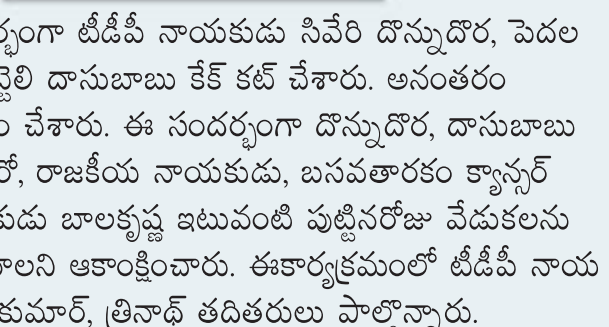 ర్భంగా టీడీపీ నాయకుడు సివేరి దొన్నుదొర, పెదల
దాసుబాబు కేక్ కట్ చేశారు. అనంతరం
చేశారు. ఈ సందర్భంగా దొన్నుదొర, దాసుబాబు
రో, రాజకీయ నాయకుడు, బసవతారకం క్యాన్సర్
కుడు బాలకృష్ణ ఇటువంటి పుట్టినరోజు వేడుకలను
ాలని ఆకాంక్షించారు. ఈకార్యక్రమంలో టీడీపీ నాయ
కుమార్, త్రినాథ్ తదితరులు పాల్గొన్నారు.